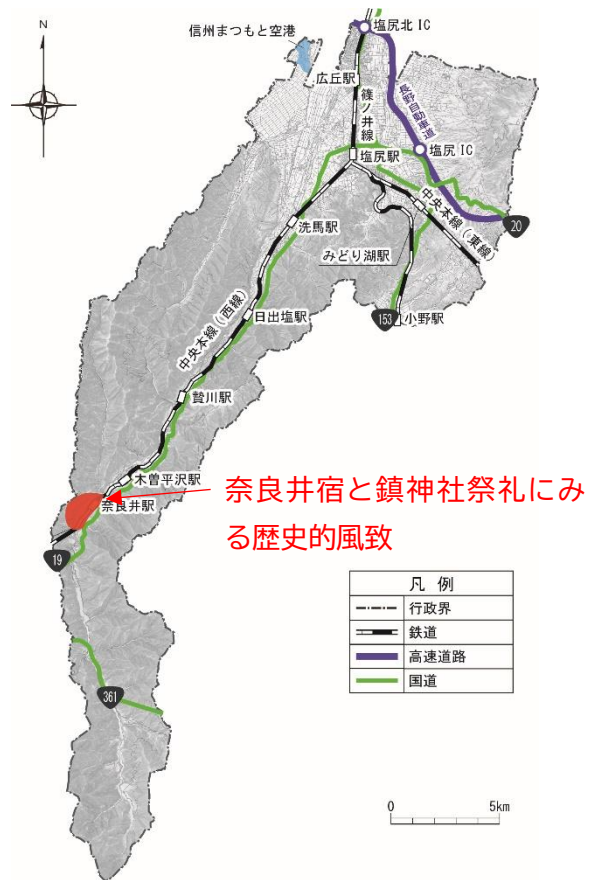 N
信州まつもと空港
塩尻北 IC
広丘駅
篠ノ井線
長野自動車道
塩尻 IC
塩尻駅
中央本線(東線)
20
洗馬駅
みどり湖駅
153
小野駅
日出塩駅
中央本線(西線)
贄川駅
木曽平沢駅
奈良井駅
奈良井宿と鎮神社祭礼にみ
る歴史的風致
19
361
凡 例
行政界
鉄道
高速道路
国道
0 5km